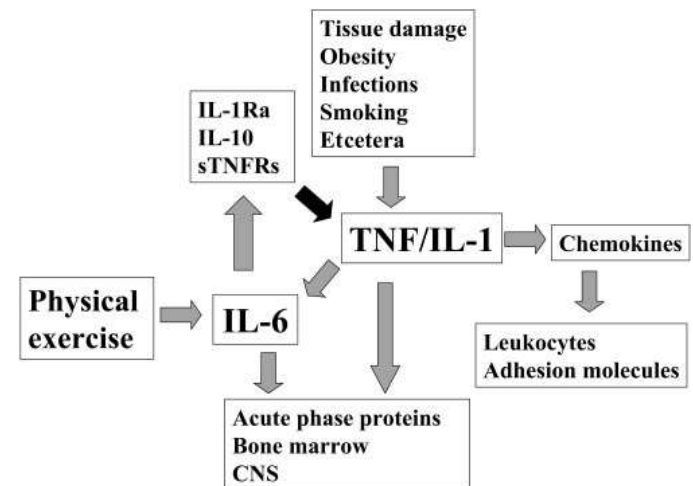 Tissue damage
Obesity
Infections
Smoking
Etcetera
IL-1Ra
IL-10
sTNFRs
TNF/IL-1
Chemokines
Physical
exercise
IL-6
Leukocytes
Adhesion molecules
Acute phase proteins
Bone marrow
CNS